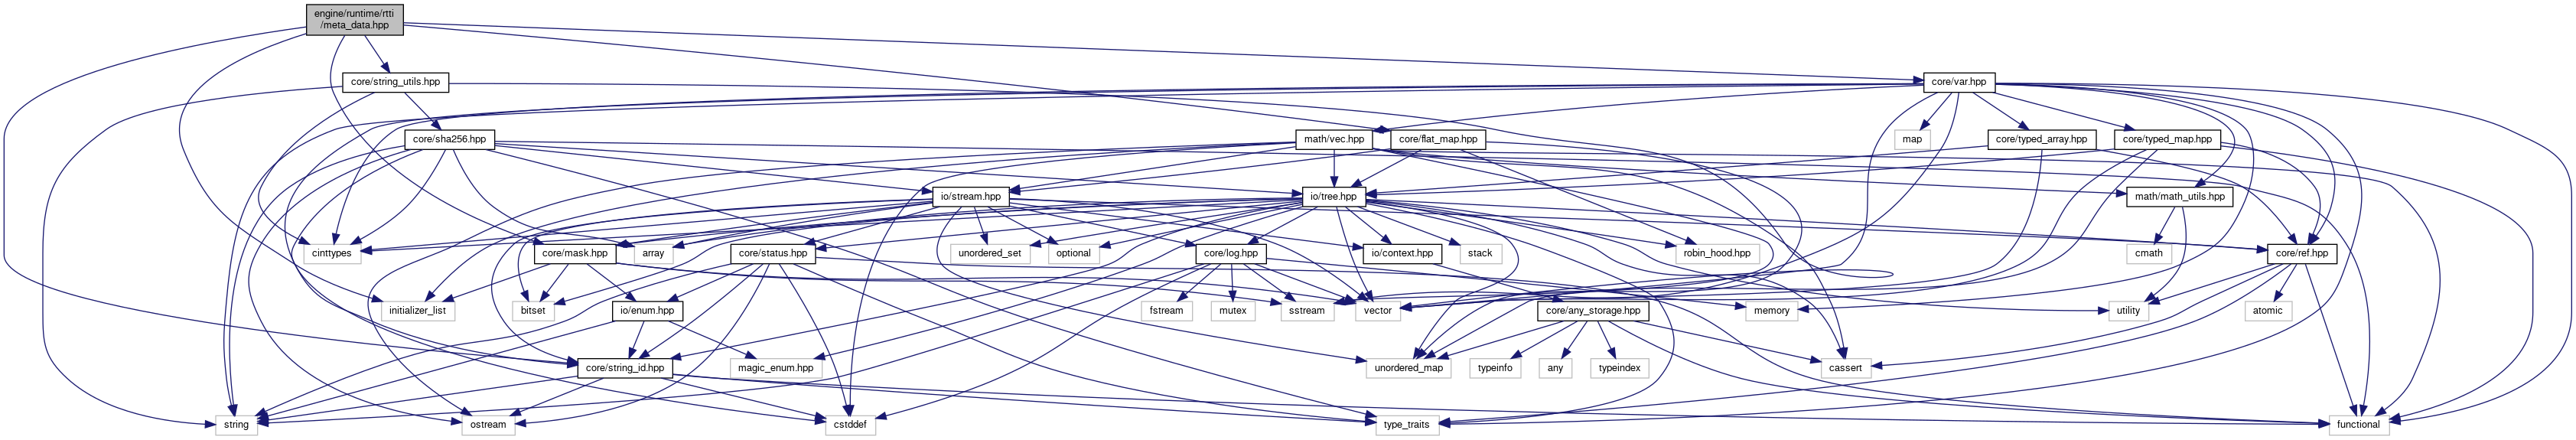 engine/runtime/rtti
/meta_data.hpp
core/string_utils.hpp
core/var.hpp
core/sha256.hpp
math/vec.hpp
core/flat_map.hpp
map
core/typed_array.hpp
core/typed_map.hpp
io/stream.hpp
io/tree.hpp
math/math_utils.hpp
cinttypes
core/mask.hpp
array
core/status.hpp
unordered_set
optional
core/log.hpp
io/context.hpp
stack
robin_hood.hpp
cmath
core/ref.hpp
initializer_list
bitset
io/enum.hpp
fstream
mutex
sstream
vector
memory
core/any_storage.hpp
utility
atomic
core/string_id.hpp
magic_enum.hpp
unordered_map
typeinfo
any
typeindex
cassert
string
ostream
cstddef
type_traits
functional